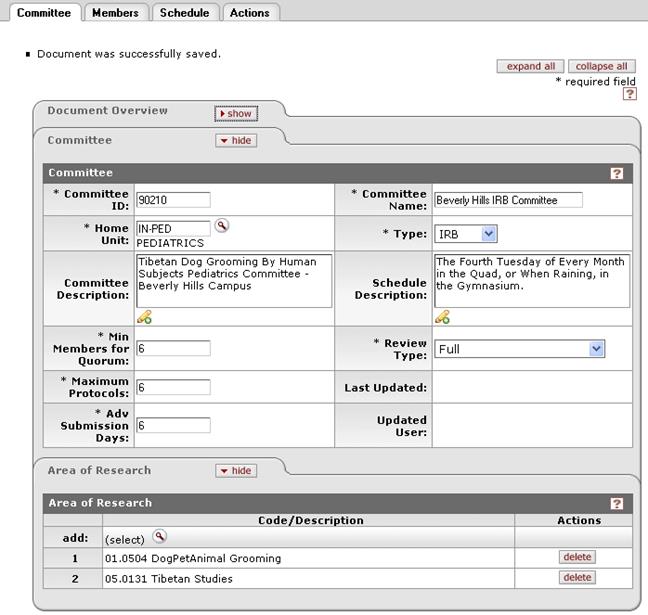 Committee Members Schedule Actions
Document was successfully saved.
expand all collapse all
* required field
?
Document Overview show
Committee hide
Committee ?
* Committee ID: 90210 * Committee Name: Beverly Hills IRB Committee
* Home Unit: IN-PED * Type: IRB
PEDIATRICS
Committee Description:
Tibetan Dog Grooming By Human
Subjects Pediatrics Committee -
Beverly Hills Campus
Schedule Description:
The Fourth Tuesday of Every Month
in the Quad, or When Raining, in
the Gymnasium.
* Min Members for Quorum: 6 * Review Type: Full
* Maximum Protocols: 6 Last Updated:
* Adv Submission Days: 6 Updated User:
Area of Research hide
Area of Research ?
Code/Description Actions
add: (select)
1 01.0504 DogPetAnimal Grooming delete
2 05.0131 Tibetan Studies delete